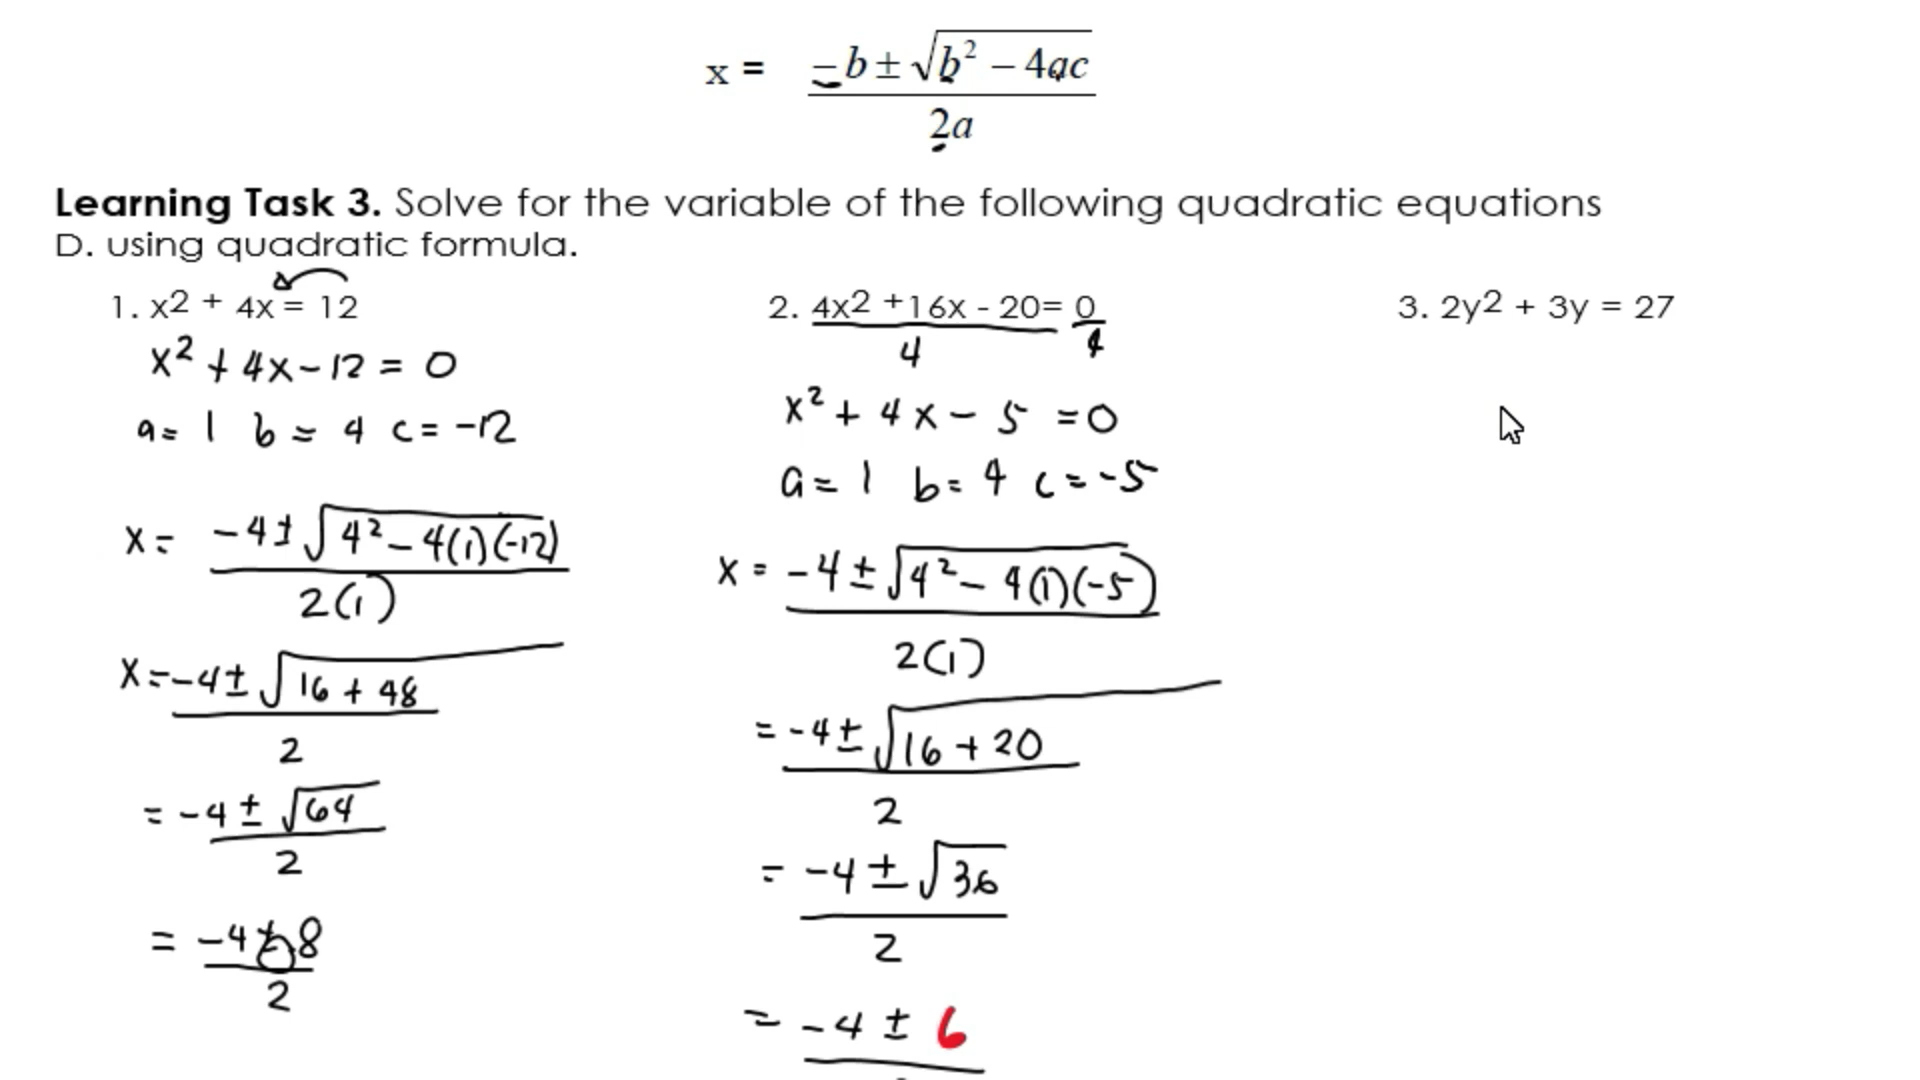 x = −b ± √b² − 4ac
2a
Learning Task 3. Solve for the variable of the following quadratic equations
D. using quadratic formula.
1. x2 + 4x = 12
x² + 4x − 12 = 0
a = 1 b = 4 c = −12
x = −4 ± √4² − 4(1)(−12)
2(1)
x = −4 ± √16 + 48
2
= −4 ± √64
2
= −4 ± 8
2
2. 4x2 +16x - 20= 0
4 4
x² + 4x − 5 = 0
a = 1 b = 4 c = −5
x = −4 ± √4² − 4(1)(−5)
2(1)
= −4 ± √16 + 20
2
= −4 ± √36
2
= −4 ± 6
3. 2y2 + 3y = 27